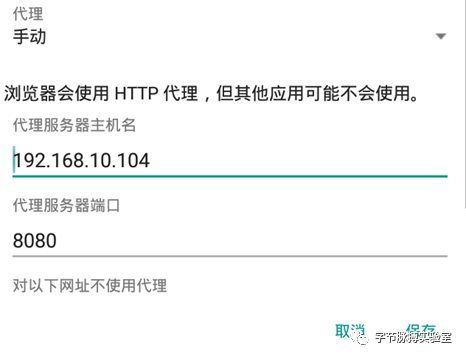 代理
手动
浏览器会使用 HTTP 代理，但其他应用可能不会使用。
代理服务器主机名
192.168.10.104
代理服务器端口
8080
对以下网址不使用代理
取消 保存
字节脉搏实验室